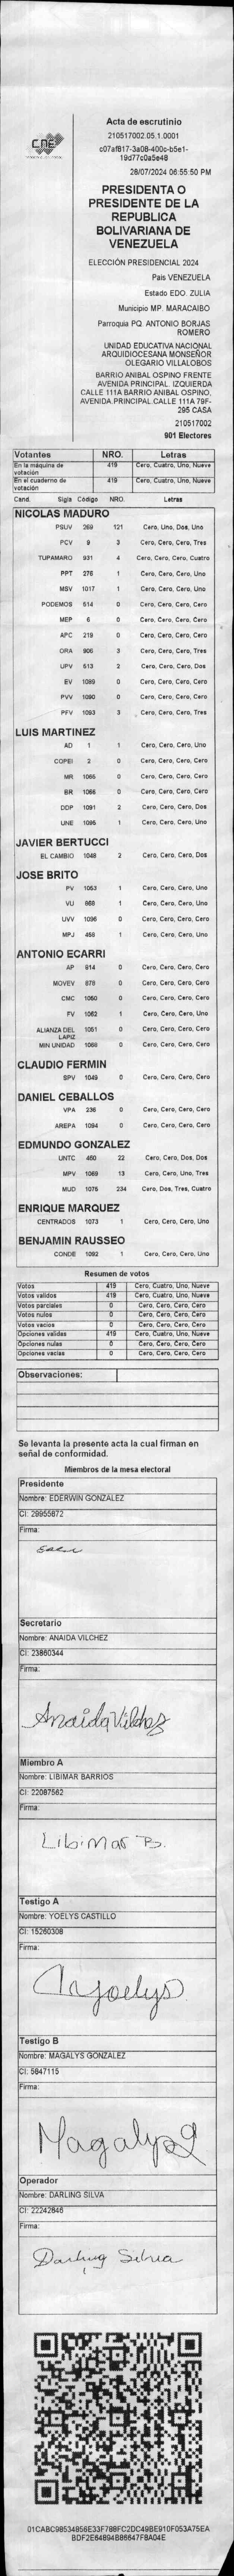 CNE
Acta de escrutinio
210517002.05.1.0001
c07af817-3a08-400c-b5e1-
19d77c0a5e48
28/07/2024 06:55:50 PM
PRESIDENTA O
PRESIDENTE DE LA
REPUBLICA
BOLIVARIANA DE
VENEZUELA
ELECCIÓN PRESIDENCIAL 2024
País VENEZUELA
Estado EDO. ZULIA
Municipio MP. MARACAIBO
Parroquia PQ. ANTONIO BORJAS
ROMERO
UNIDAD EDUCATIVA NACIONAL
ARQUIDIOCESANA MONSEÑOR
OLEGARIO VILLALOBOS
BARRIO ANIBAL OSPINO FRENTE
AVENIDA PRINCIPAL. IZQUIERDA
CALLE 111A BARRIO ANIBAL OSPINO.
AVENIDA PRINCIPAL.CALLE 111A 79F-
295 CASA
210517002
901 Electores
Votantes NRO. Letras
En la máquina de votación 419 Cero, Cuatro, Uno, Nueve
En el cuaderno de votación 419 Cero, Cuatro, Uno, Nueve
Cand. Sigla Código NRO. Letras
NICOLAS MADURO
PSUV 269 121 Cero, Uno, Dos, Uno
PCV 9 3 Cero, Cero, Cero, Tres
TUPAMARO 931 4 Cero, Cero, Cero, Cuatro
PPT 276 1 Cero, Cero, Cero, Uno
MSV 1017 1 Cero, Cero, Cero, Uno
PODEMOS 514 0 Cero, Cero, Cero, Cero
MEP 6 0 Cero, Cero, Cero, Cero
APC 219 0 Cero, Cero, Cero, Cero
ORA 906 3 Cero, Cero, Cero, Tres
UPV 513 2 Cero, Cero, Cero, Dos
EV 1089 0 Cero, Cero, Cero, Cero
PVV 1090 0 Cero, Cero, Cero, Cero
PFV 1093 3 Cero, Cero, Cero, Tres
LUIS MARTINEZ
AD 1 1 Cero, Cero, Cero, Uno
COPEI 2 0 Cero, Cero, Cero, Cero
MR 1065 0 Cero, Cero, Cero, Cero
BR 1066 0 Cero, Cero, Cero, Cero
DDP 1091 2 Cero, Cero, Cero, Dos
UNE 1095 1 Cero, Cero, Cero, Uno
JAVIER BERTUCCI
EL CAMBIO 1048 2 Cero, Cero, Cero, Dos
JOSE BRITO
PV 1053 1 Cero, Cero, Cero, Uno
VU 868 1 Cero, Cero, Cero, Uno
UVV 1096 0 Cero, Cero, Cero, Cero
MPJ 458 1 Cero, Cero, Cero, Uno
ANTONIO ECARRI
AP 814 0 Cero, Cero, Cero, Cero
MOVEV 878 0 Cero, Cero, Cero, Cero
CMC 1050 0 Cero, Cero, Cero, Cero
FV 1052 1 Cero, Cero, Cero, Uno
ALIANZA DEL LAPIZ 1051 0 Cero, Cero, Cero, Cero
MIN UNIDAD 1068 0 Cero, Cero, Cero, Cero
CLAUDIO FERMIN
SPV 1049 0 Cero, Cero, Cero, Cero
DANIEL CEBALLOS
VPA 236 0 Cero, Cero, Cero, Cero
AREPA 1094 0 Cero, Cero, Cero, Cero
EDMUNDO GONZALEZ
UNTC 460 22 Cero, Cero, Dos, Dos
MPV 1069 13 Cero, Cero, Uno, Tres
MUD 1075 234 Cero, Dos, Tres, Cuatro
ENRIQUE MARQUEZ
CENTRADOS 1073 1 Cero, Cero, Cero, Uno
BENJAMIN RAUSSEO
CONDE 1092 1 Cero, Cero, Cero, Uno
Resumen de votos
Votos 419 Cero, Cuatro, Uno, Nueve
Votos validos 419 Cero, Cuatro, Uno, Nueve
Votos parciales 0 Cero, Cero, Cero, Cero
Votos nulos 0 Cero, Cero, Cero, Cero
Votos vacios 0 Cero, Cero, Cero, Cero
Opciones validas 419 Cero, Cuatro, Uno, Nueve
Opciones nulas 0 Cero, Cero, Cero, Cero
Opciones vacias 0 Cero, Cero, Cero, Cero
Observaciones:
Se levanta la presente acta la cual firman en
señal de conformidad.
Miembros de la mesa electoral
Presidente
Nombre: EDERWIN GONZALEZ
CI: 29955872
Firma:
Secretario
Nombre: ANAIDA VILCHEZ
CI: 23860344
Firma:
Anaida Vilchez
Miembro A
Nombre: LIBIMAR BARRIOS
CI: 22087562
Firma:
Libimar B.
Testigo A
Nombre: YOELYS CASTILLO
CI: 15260308
Firma:
Yoelys
Testigo B
Nombre: MAGALYS GONZALEZ
CI: 5847115
Firma:
Magalys g
Operador
Nombre: DARLING SILVA
CI: 22242846
Firma:
Darling Silvia
01CABC98534856E33F788FC2DC49BE910F053A75EA
BDF2E64894B86647F8A04E